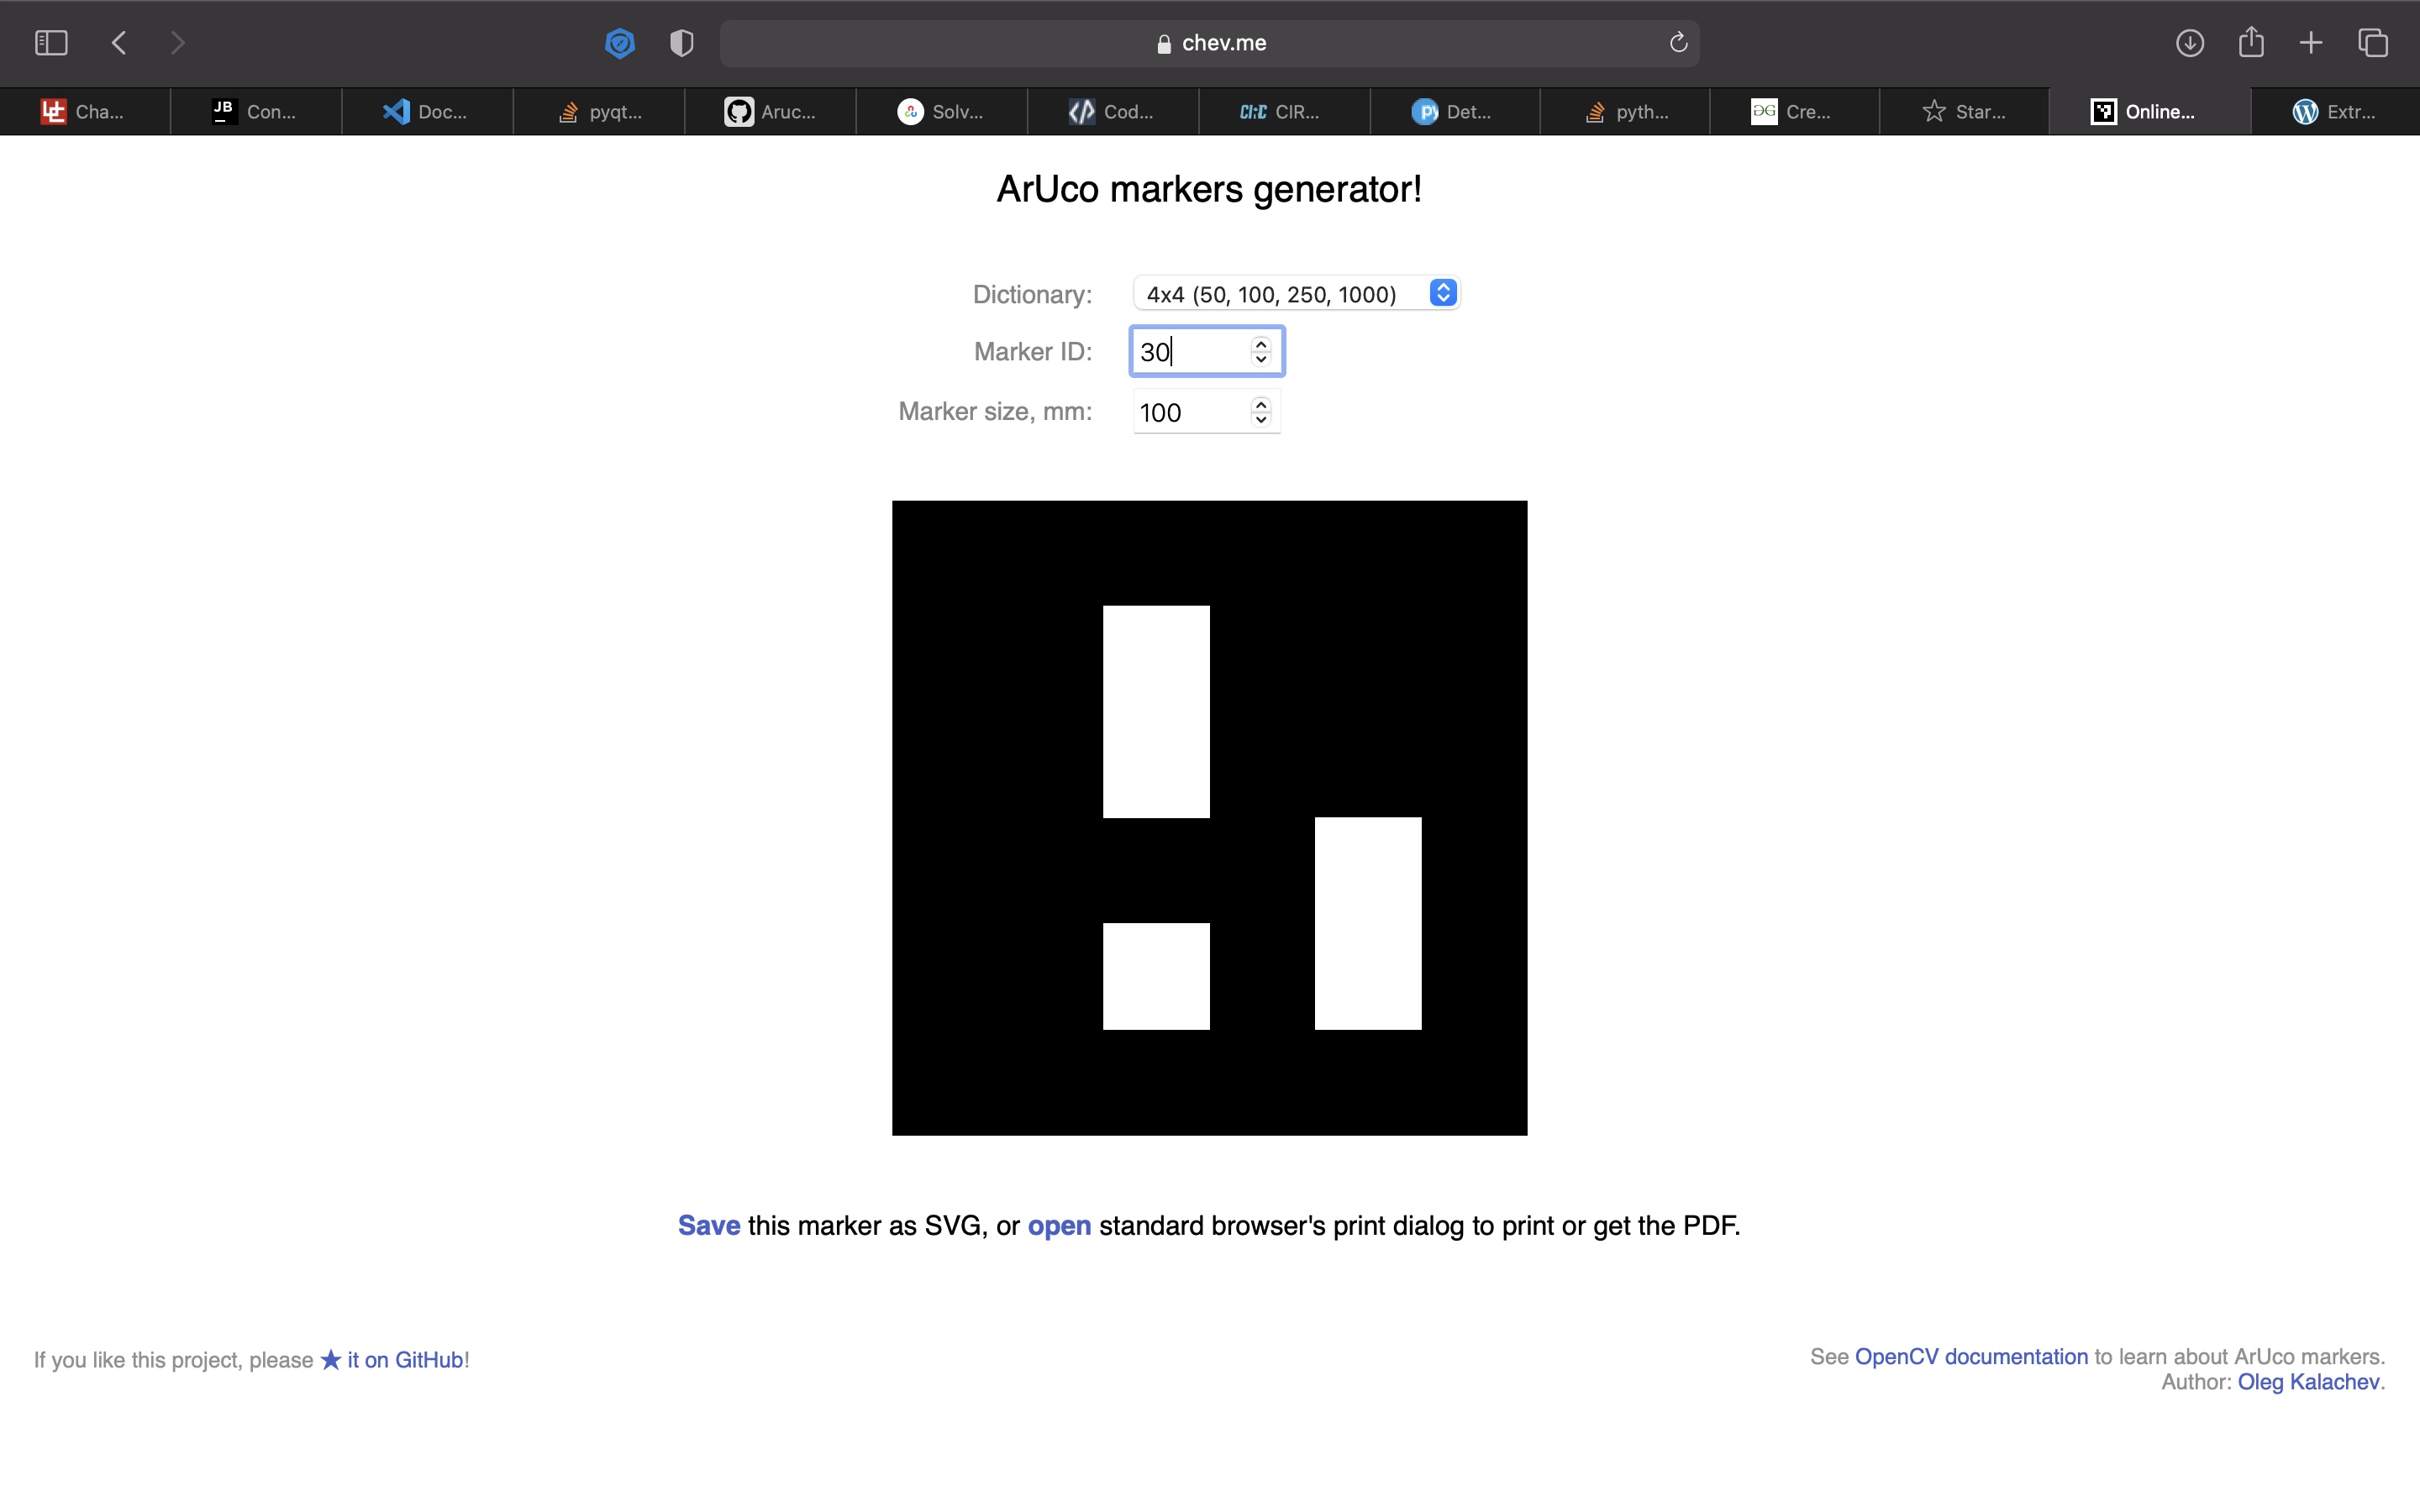 chev.me
Cha...
JB Con...
Doc...
pyqt...
Aruc...
Solv...
Cod...
CIR...
Det...
pyth...
Cre...
Star...
Online...
Extr...
ArUco markers generator!
Dictionary: 4x4 (50, 100, 250, 1000)
Marker ID: 30
Marker size, mm: 100
Save this marker as SVG, or open standard browser's print dialog to print or get the PDF.
If you like this project, please ★ it on GitHub!
See OpenCV documentation to learn about ArUco markers.
Author: Oleg Kalachev.